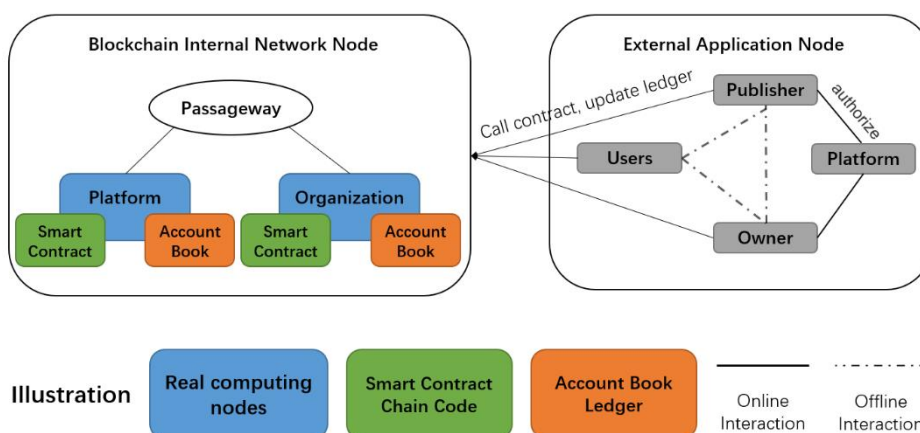 Blockchain Internal Network Node
Passageway
Platform
Organization
Smart
Contract
Account
Book
Smart
Contract
Account
Book
Call contract, update ledger
External Application Node
Publisher
authorize
Users
Platform
Owner
Illustration
Real computing
nodes
Smart Contract
Chain Code
Account Book
Ledger
Online
Interaction
Offline
Interaction